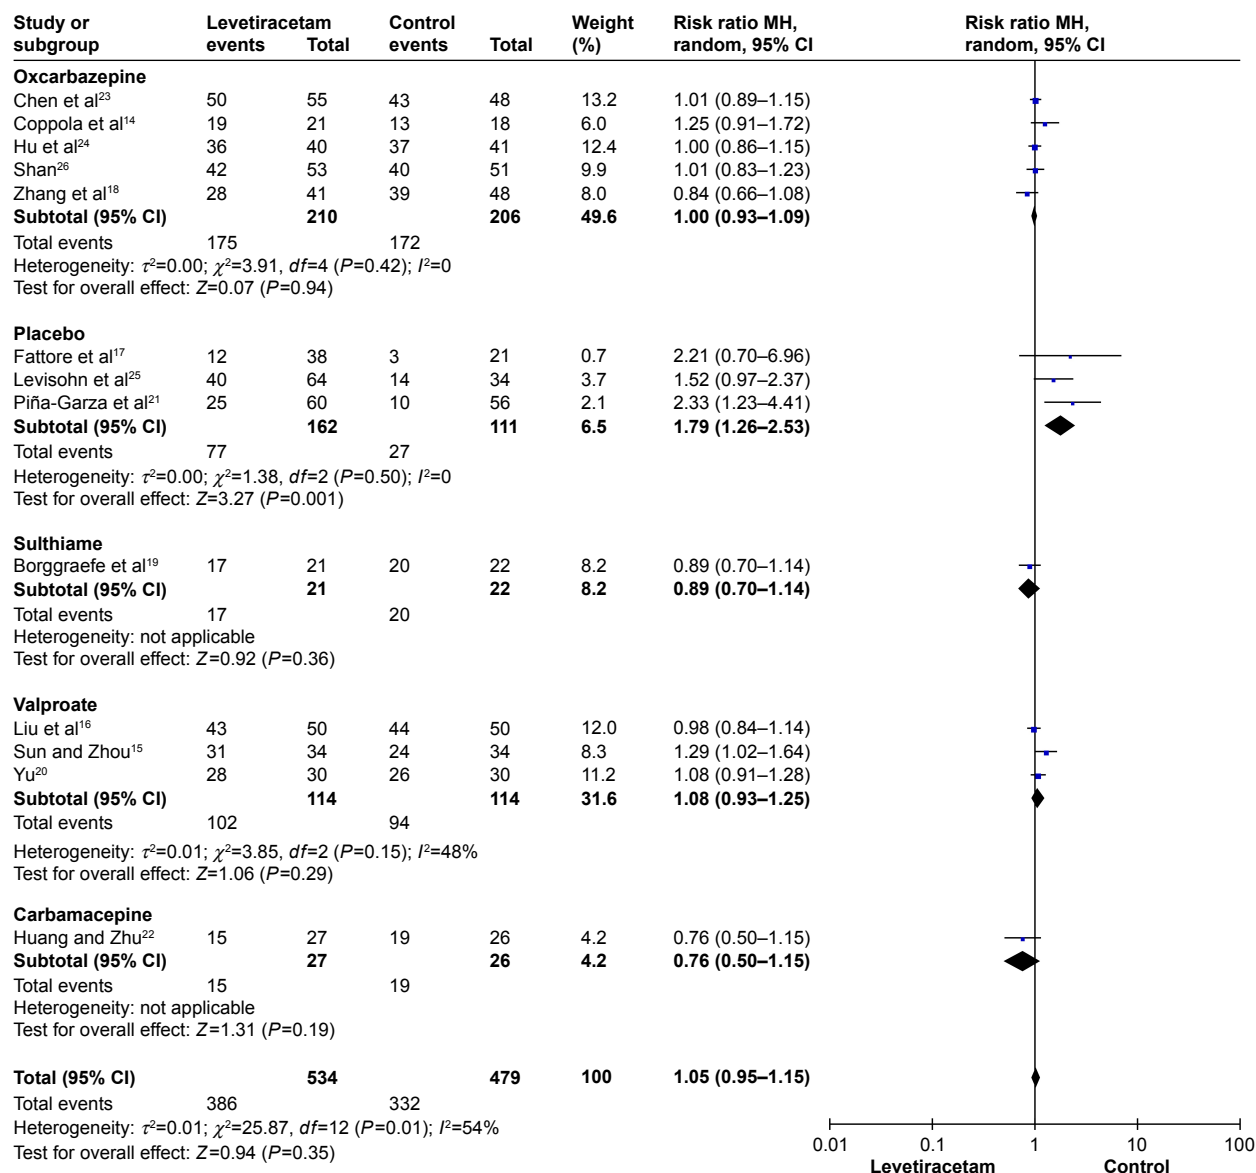 Study or subgroup Levetiracetam events Total Control events Total Weight (%) Risk ratio MH, random, 95% CI Risk ratio MH, random, 95% CI
Oxcarbazepine
Chen et al23 50 55 43 48 13.2 1.01 (0.89–1.15)
Coppola et al14 19 21 13 18 6.0 1.25 (0.91–1.72)
Hu et al24 36 40 37 41 12.4 1.00 (0.86–1.15)
Shan26 42 53 40 51 9.9 1.01 (0.83–1.23)
Zhang et al18 28 41 39 48 8.0 0.84 (0.66–1.08)
Subtotal (95% CI) 210 206 49.6 1.00 (0.93–1.09)
Total events 175 172
Heterogeneity: τ²=0.00; χ²=3.91, df=4 (P=0.42); I²=0
Test for overall effect: Z=0.07 (P=0.94)
Placebo
Fattore et al17 12 38 3 21 0.7 2.21 (0.70–6.96)
Levisohn et al25 40 64 14 34 3.7 1.52 (0.97–2.37)
Piña-Garza et al21 25 60 10 56 2.1 2.33 (1.23–4.41)
Subtotal (95% CI) 162 111 6.5 1.79 (1.26–2.53)
Total events 77 27
Heterogeneity: τ²=0.00; χ²=1.38, df=2 (P=0.50); I²=0
Test for overall effect: Z=3.27 (P=0.001)
Sulthiame
Borggraefe et al19 17 21 20 22 8.2 0.89 (0.70–1.14)
Subtotal (95% CI) 21 22 8.2 0.89 (0.70–1.14)
Total events 17 20
Heterogeneity: not applicable
Test for overall effect: Z=0.92 (P=0.36)
Valproate
Liu et al16 43 50 44 50 12.0 0.98 (0.84–1.14)
Sun and Zhou15 31 34 24 34 8.3 1.29 (1.02–1.64)
Yu20 28 30 26 30 11.2 1.08 (0.91–1.28)
Subtotal (95% CI) 114 114 31.6 1.08 (0.93–1.25)
Total events 102 94
Heterogeneity: τ²=0.01; χ²=3.85, df=2 (P=0.15); I²=48%
Test for overall effect: Z=1.06 (P=0.29)
Carbamacepine
Huang and Zhu22 15 27 19 26 4.2 0.76 (0.50–1.15)
Subtotal (95% CI) 27 26 4.2 0.76 (0.50–1.15)
Total events 15 19
Heterogeneity: not applicable
Test for overall effect: Z=1.31 (P=0.19)
Total (95% CI) 534 479 100 1.05 (0.95–1.15)
Total events 386 332
Heterogeneity: τ²=0.01; χ²=25.87, df=12 (P=0.01); I²=54%
Test for overall effect: Z=0.94 (P=0.35)
0.01 0.1 1 10 100
Levetiracetam Control